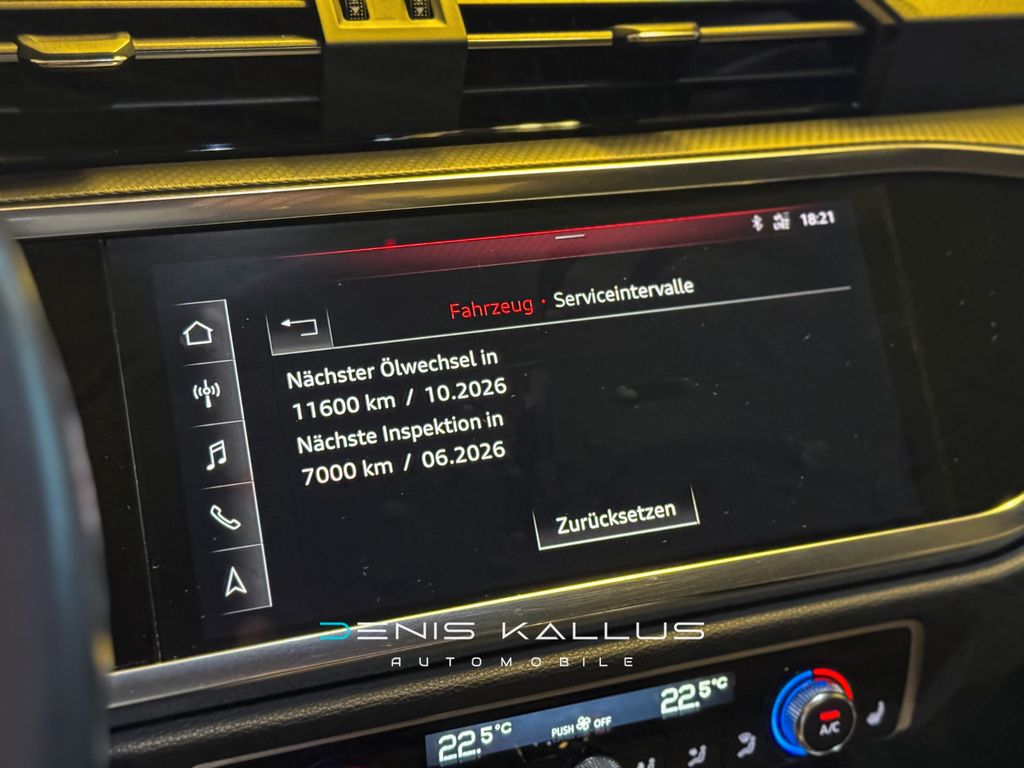 18:21
Fahrzeug · Serviceintervalle
Nächster Ölwechsel in
11600 km / 10.2026
Nächste Inspektion in
7000 km / 06.2026
Zurücksetzen
DENIS KALLUS
AUTOMOBILE
22.5°C PUSH OFF 22.5°C
A/C